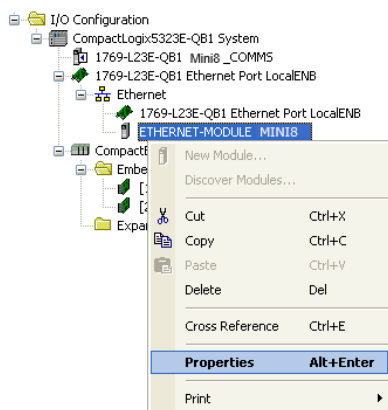 I/O Configuration
CompactLogix5323E-QB1 System
1769-L23E-QB1 Mini8 _COMMS
1769-L23E-QB1 Ethernet Port LocalENB
Ethernet
1769-L23E-QB1 Ethernet Port LocalENB
ETHERNET-MODULE MINI8
Compact
New Module...
Embe
Discover Modules...
[
Cut Ctrl+X
[
Expa
Copy Ctrl+C
Paste Ctrl+V
Delete Del
Cross Reference Ctrl+E
Properties Alt+Enter
Print